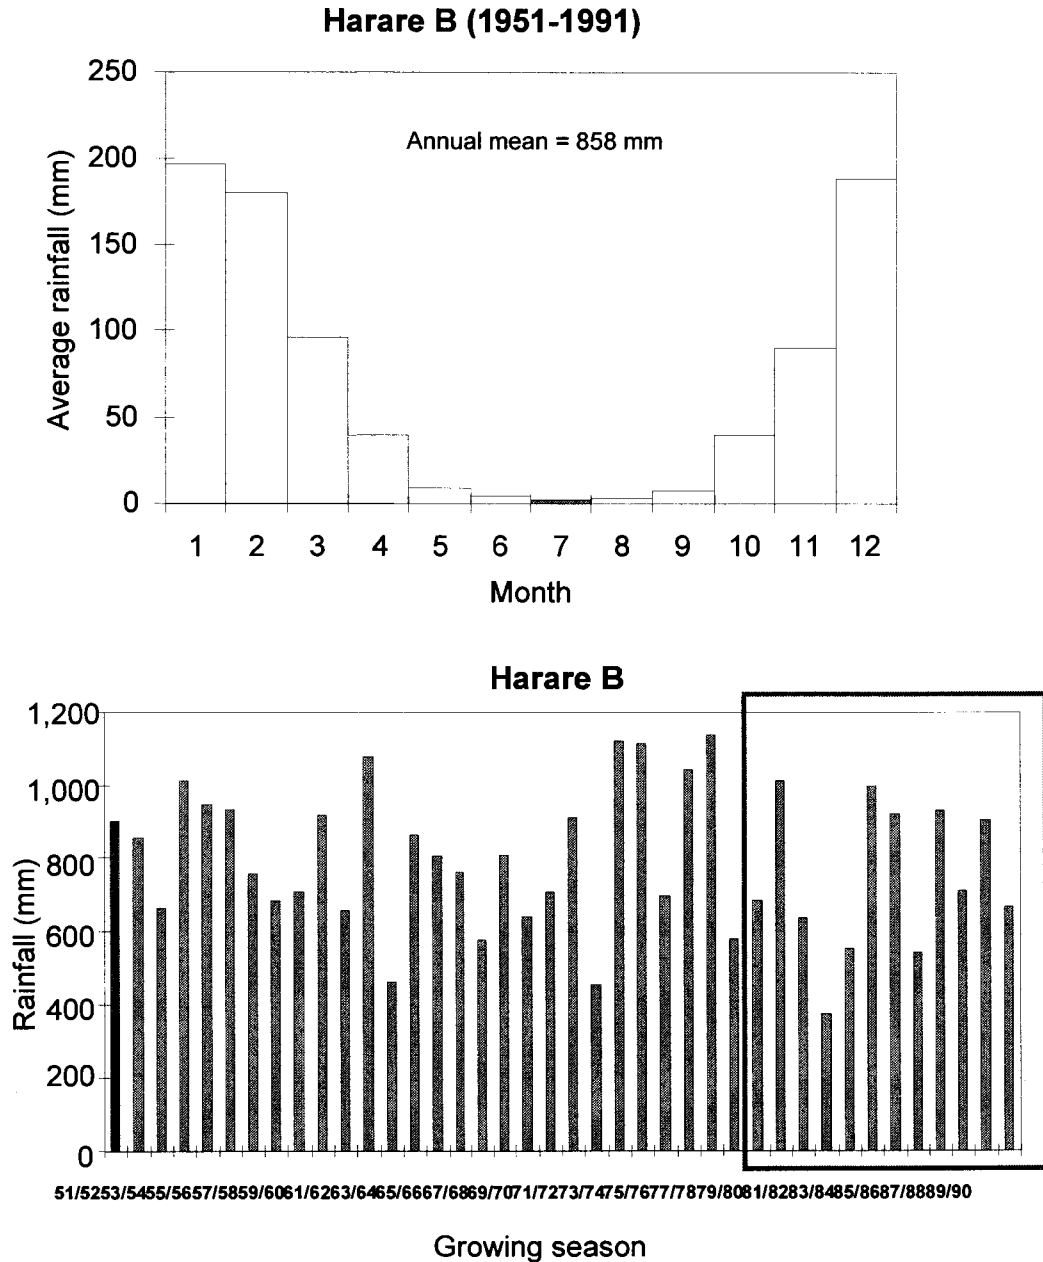 Harare B (1951-1991)
250
200
150
100
50
0
Average rainfall (mm)
Annual mean = 858 mm
1 2 3 4 5 6 7 8 9 10 11 12
Month
Harare B
1,200
1,000
800
600
400
200
0
Rainfall (mm)
51/5253/5455/5657/5859/6061/6263/6465/6667/6869/7071/7273/7475/7677/7879/8081/8283/8485/8687/8889/90
Growing season